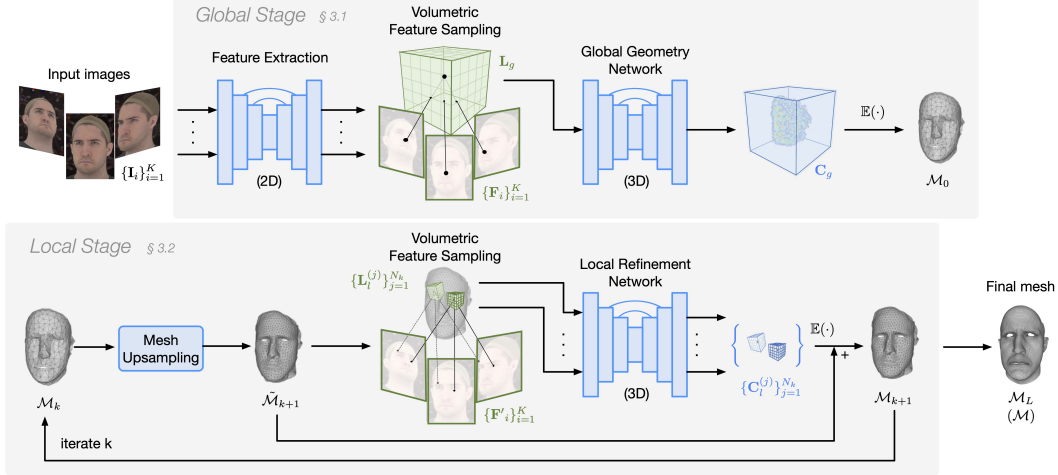 Global Stage § 3.1
Input images
{I_i}_{i=1}^K
Feature Extraction
(2D)
Volumetric
Feature Sampling
L_g
{F_i}_{i=1}^K
Global Geometry
Network
(3D)
C_g
𝔼(·)
ℳ_0
Local Stage § 3.2
ℳ_k
Mesh
Upsampling
ℳ̃_{k+1}
Volumetric
Feature Sampling
{L_l^{(j)}}_{j=1}^{N_k}
{F'_i}_{i=1}^K
Local Refinement
Network
(3D)
{C_l^{(j)}}_{j=1}^{N_k}
𝔼(·)
+
ℳ_{k+1}
Final mesh
ℳ_L
(ℳ)
iterate k